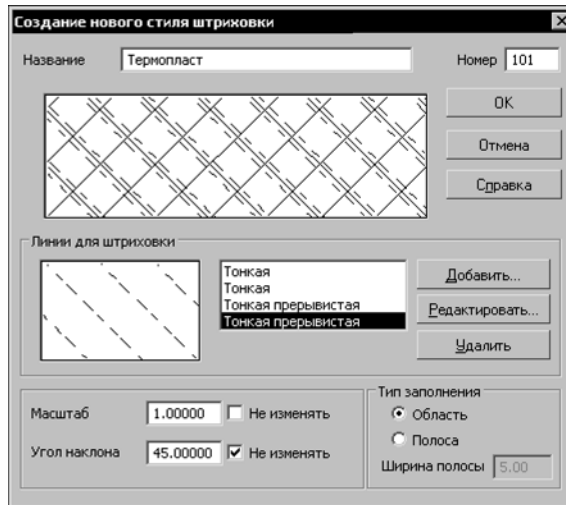 Создание нового стиля штриховки
Название Термопласт Номер 101
OK
Отмена
Справка
Линии для штриховки
Тонкая
Тонкая
Тонкая прерывистая
Тонкая прерывистая
Добавить...
Редактировать...
Удалить
Масштаб 1.00000 Не изменять
Угол наклона 45.00000 Не изменять
Тип заполнения
Область
Полоса
Ширина полосы 5.00